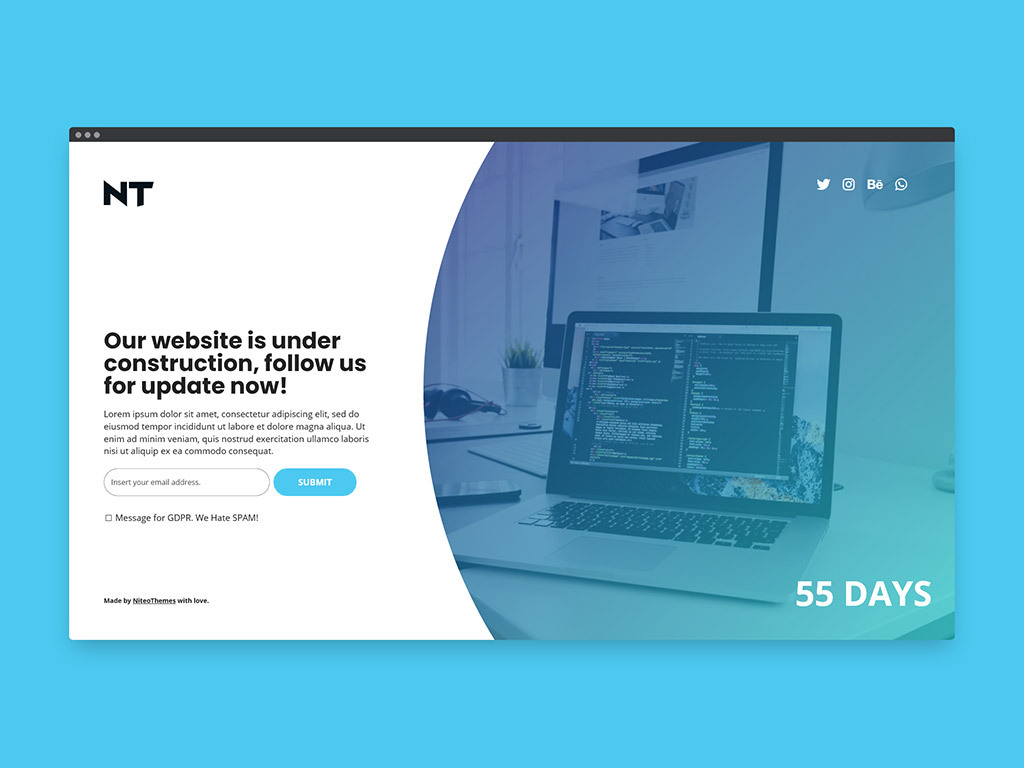 NT
Bē
Our website is under
construction, follow us
for update now!
Lorem ipsum dolor sit amet, consectetur adipiscing elit, sed do
eiusmod tempor incididunt ut labore et dolore magna aliqua. Ut
enim ad minim veniam, quis nostrud exercitation ullamco laboris
nisi ut aliquip ex ea commodo consequat.
Insert your email address.
SUBMIT
Message for GDPR. We Hate SPAM!
Made by NiteoThemes with love.
55 DAYS